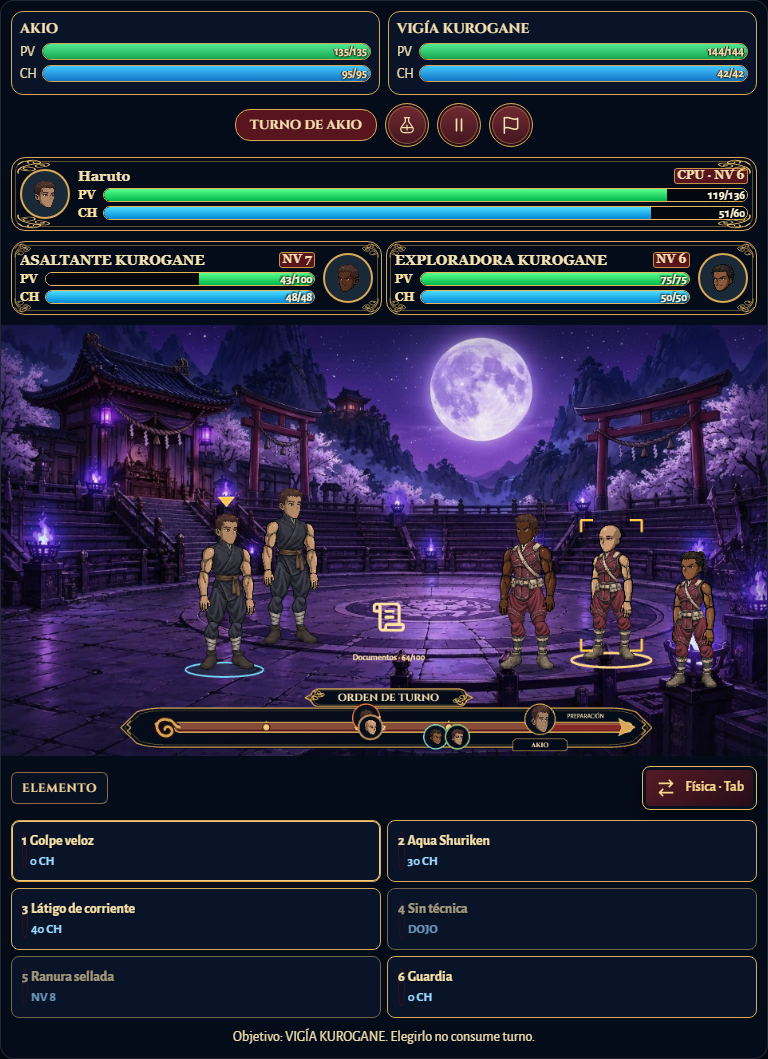 AKIO
PV 135/135
CH 95/95
VIGÍA KUROGANE
PV 144/144
CH 42/42
TURNO DE AKIO
Haruto
CPU · NV 6
PV 119/136
CH 51/60
ASALTANTE KUROGANE
NV 7
PV 43/100
CH 48/48
EXPLORADORA KUROGANE
NV 6
PV 75/75
CH 50/50
Documentos · 64/100
ORDEN DE TURNO
PREPARACIÓN
AKIO
ELEMENTO
Física · Tab
1 Golpe veloz
0 CH
2 Aqua Shuriken
30 CH
3 Látigo de corriente
40 CH
4 Sin técnica
DOJO
5 Ranura sellada
NV 8
6 Guardia
0 CH
Objetivo: VIGÍA KUROGANE. Elegirlo no consume turno.